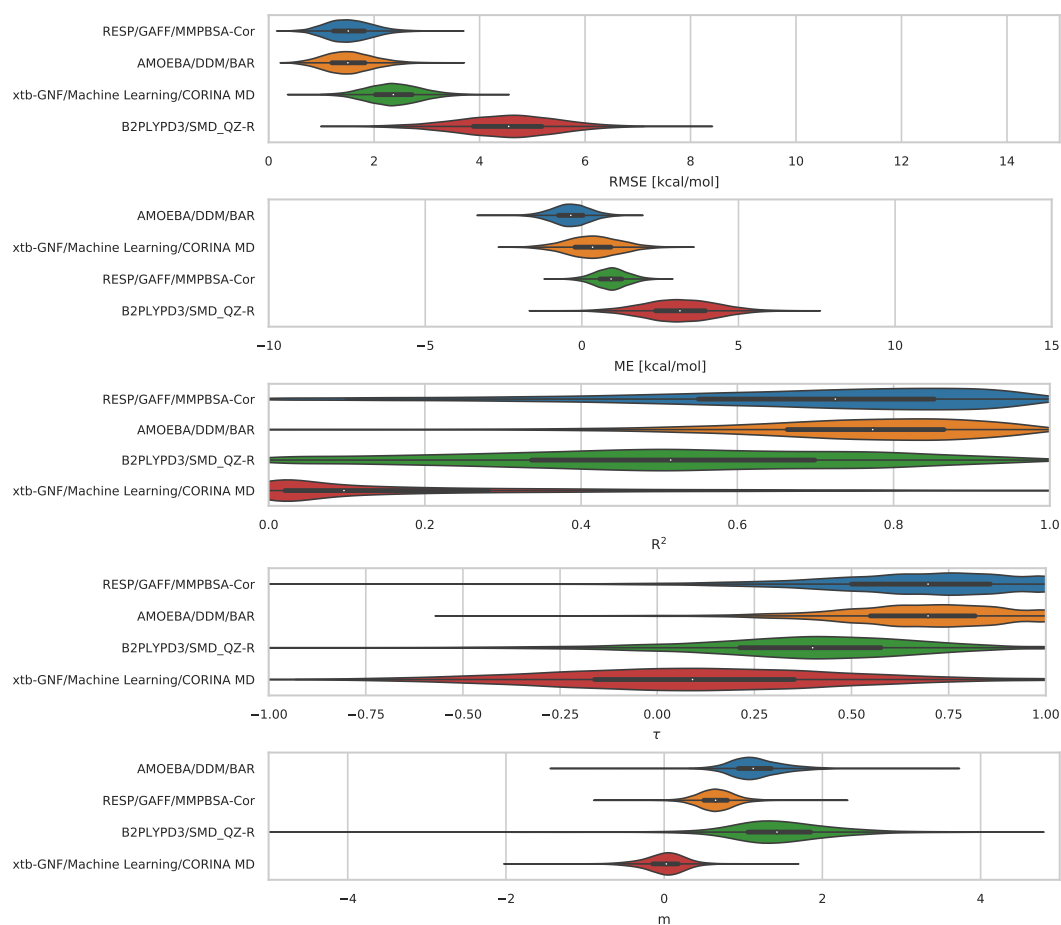 RESP/GAFF/MMPBSA-Cor
AMOEBA/DDM/BAR
xtb-GNF/Machine Learning/CORINA MD
B2PLYPD3/SMD_QZ-R
0 2 4 6 8 10 12 14
RMSE [kcal/mol]
AMOEBA/DDM/BAR
xtb-GNF/Machine Learning/CORINA MD
RESP/GAFF/MMPBSA-Cor
B2PLYPD3/SMD_QZ-R
−10 −5 0 5 10 15
ME [kcal/mol]
RESP/GAFF/MMPBSA-Cor
AMOEBA/DDM/BAR
B2PLYPD3/SMD_QZ-R
xtb-GNF/Machine Learning/CORINA MD
0.0 0.2 0.4 0.6 0.8 1.0
R²
RESP/GAFF/MMPBSA-Cor
AMOEBA/DDM/BAR
B2PLYPD3/SMD_QZ-R
xtb-GNF/Machine Learning/CORINA MD
−1.00 −0.75 −0.50 −0.25 0.00 0.25 0.50 0.75 1.00
τ
AMOEBA/DDM/BAR
RESP/GAFF/MMPBSA-Cor
B2PLYPD3/SMD_QZ-R
xtb-GNF/Machine Learning/CORINA MD
−4 −2 0 2 4
m